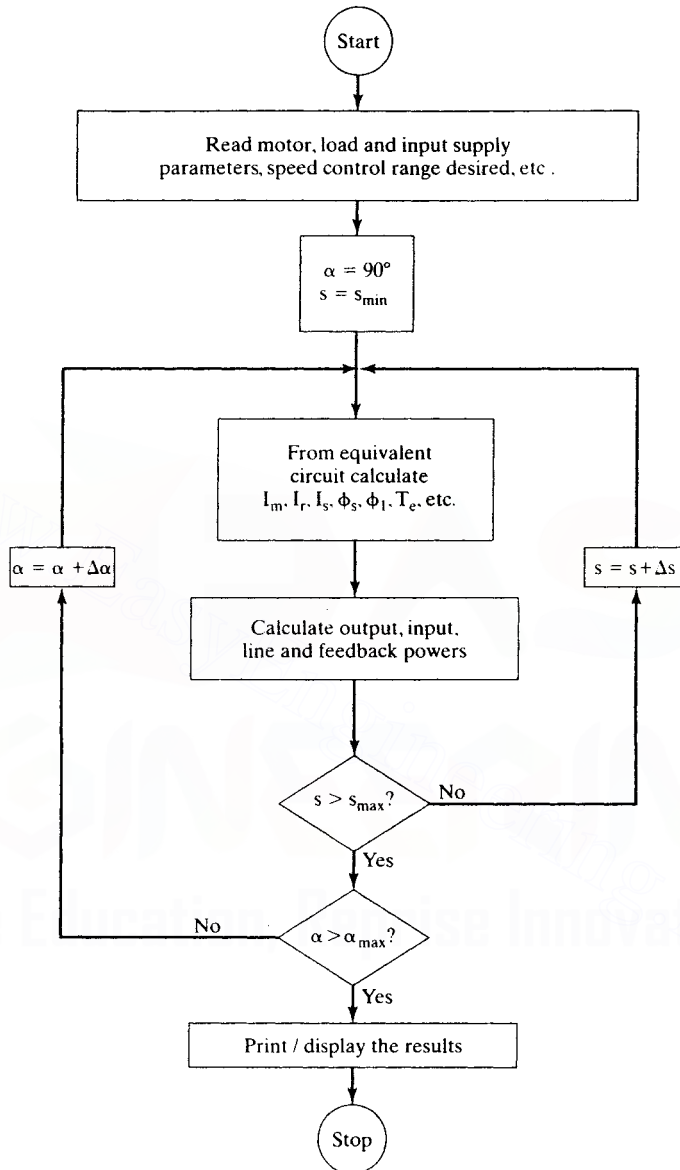 Start
Read motor, load and input supply
parameters, speed control range desired, etc .
α = 90°
s = s_min
From equivalent
circuit calculate
I_m, I_r, I_s, Φ_s, Φ_1, T_e, etc.
α = α + Δα
s = s + Δs
Calculate output, input,
line and feedback powers
s > s_max?
No
Yes
No
α > α_max?
Yes
Print / display the results
Stop